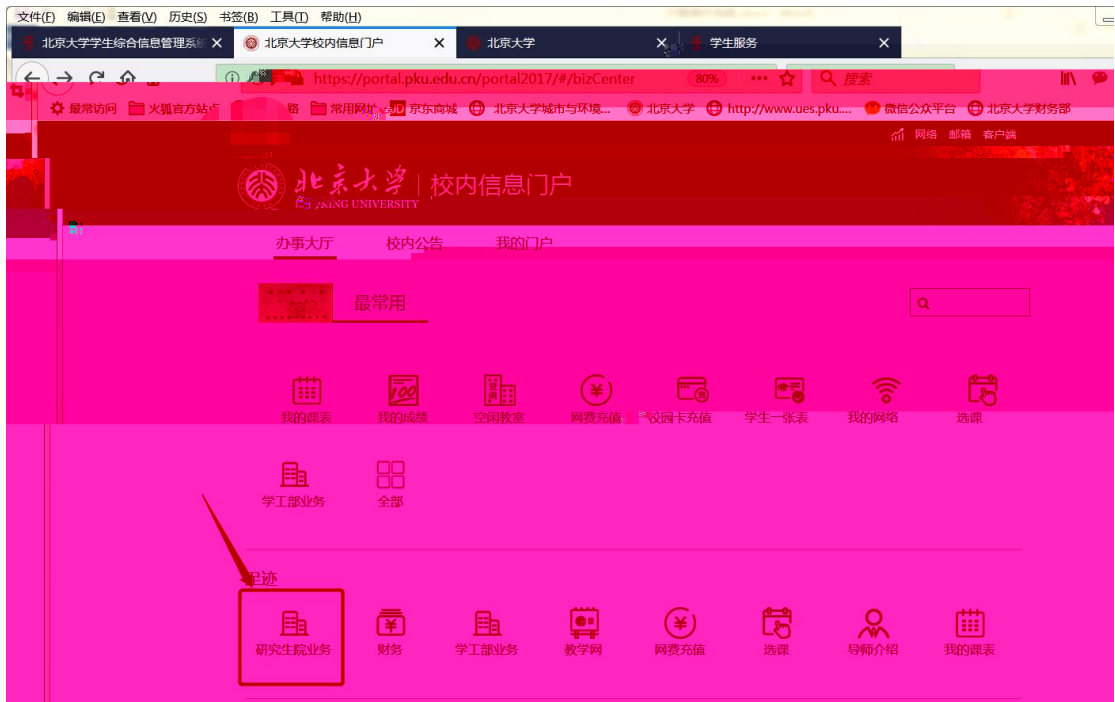 文件(F) 编辑(E) 查看(V) 历史(S) 书签(B) 工具(T) 帮助(H)
北京大学学生综合信息管理系统 北京大学校内信息门户 北京大学 学生服务
https://portal.pku.edu.cn/portal2017/#/bizCenter 80% 搜索
最常访问 火狐官方站点 常用网址 JD 京东商城 北京大学城市与环境... 北京大学 http://www.ues.pku.... 微信公众平台 北京大学财务部
网络 邮箱 客户端
北京大学 校内信息门户
PEKING UNIVERSITY
办事大厅 校内公告 我的门户
最常用
我的课表 我的成绩 空闲教室 网费充值 校园卡充值 学生一张表 我的网络 选课
学工部业务 全部
足迹
研究生院业务 财务 学工部业务 教学网 网费充值 选课 导师介绍 我的课表